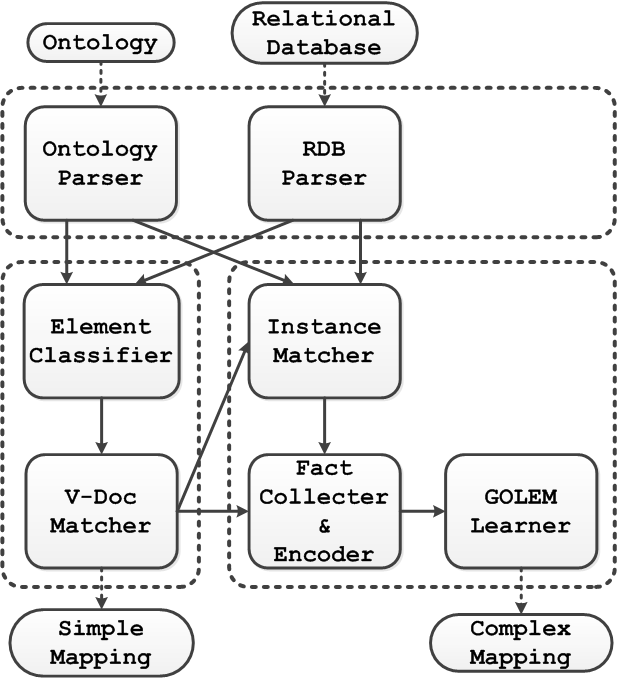 Ontology
Relational
Database
Ontology
Parser
RDB
Parser
Element
Classifier
Instance
Matcher
V-Doc
Matcher
Fact
Collecter
&
Encoder
GOLEM
Learner
Simple
Mapping
Complex
Mapping